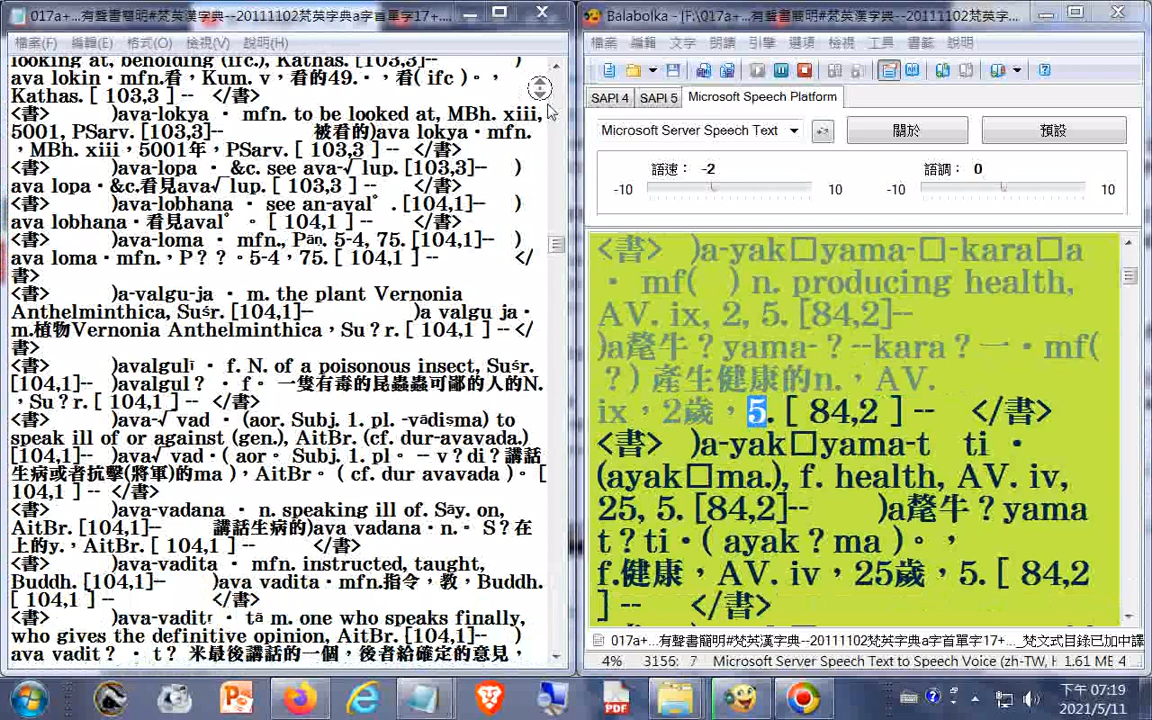 017a+...有聲書簡明#梵英漢字典--20111102梵英字典a字首單字17+...
檔案(F) 編輯(E) 格式(O) 檢視(V) 說明(H)
looking at, beholding (ifc.), Kathas. [103,3] )
ava lokin・mfn.看，Kum. v，看的49.・，看( ifc )。，
Kathas. [ 103,3 ] -- </書>
<書> )ava-lokya ・ mfn. to be looked at, MBh. xiii,
5001, PSarv. [103,3]-- 被看的)ava lokya・mfn.
，MBh. xiii，5001年，PSarv. [ 103,3 ] -- </書>
<書> )ava-lopa ・ &c. see ava-√ lup. [103,3]-- )
ava lopa・&c.看見ava√ lup. [ 103,3 ] -- </書>
<書> )ava-lobhana ・ see an-aval° . [104,1]-- )
ava lobhana・看見aval° 。[ 104,1 ] -- </書>
<書> )ava-loma ・ mfn., Pāṇ. 5-4, 75. [104,1]-- )
ava loma・mfn.，P？？。5-4，75. [ 104,1 ] -- </
書>
<書> )a-valgu-ja ・ m. the plant Vernonia
Anthelminthica, Suśr. [104,1]-- )a valgu ja・
m.植物Vernonia Anthelminthica，Su？r. [ 104,1 ] -- </
書>
<書> )avalgulī ・ f. N. of a poisonous insect, Suśr.
[104,1]-- )avalgul？ ・ f。 一隻有毒的昆蟲蟲可鄙的人的N.
，Su？r. [ 104,1 ] -- </書>
<書> )ava-√ vad ・ (aor. Subj. 1. pl. -vādiṣma) to
speak ill of or against (gen.), AitBr. (cf. dur-avavada.)
[104,1]-- )ava√ vad・( aor。 Subj. 1. pl。－v？di？講話
生病或者抗擊(將軍)的ma )，AitBr。( cf. dur avavada )。[
104,1 ] -- </書>
<書> )ava-vadana ・ n. speaking ill of. Sāy. on,
AitBr. [104,1]-- 講話生病的)ava vadana・n.。 S？在
上的y.，AitBr. [ 104,1 ] -- </書>
<書> )ava-vadita ・ mfn. instructed, taught,
Buddh. [104,1]-- )ava vadita・mfn.指令，教，Buddh.
[ 104,1 ] -- </書>
<書> )ava-vaditṛ ・ tā m. one who speaks finally,
who gives the definitive opinion, AitBr. [104,1]-- )
ava vadit？ ・ t？ 米最後講話的一個，後者給確定的意見，
Balabolka - [F:\017a+...有聲書簡明#梵英漢字典--20111102梵英字...
檔案 編輯 文字 朗讀 引擎 選項 檢視 工具 書籤 說明
SAPI 4 SAPI 5 Microsoft Speech Platform
Microsoft Server Speech Text 關於 預設
語速： -2 語調： 0
-10 10 -10 10
<書> )a-yak□yama-□-kara□a
・ mf( ) n. producing health,
AV. ix, 2, 5. [84,2]--
)a氂牛？yama-？--kara？一・mf(
？) 產生健康的n.，AV.
ix，2歲，5. [ 84,2 ] -- </書>
<書> )a-yak□yama-t ti ・
(ayak□ma.), f. health, AV. iv,
25, 5. [84,2]-- )a氂牛？yama
t？ti・( ayak？ma )。，
f.健康，AV. iv，25歲，5. [ 84,2
] -- </書>
017a+...有聲書簡明#梵英漢字典--20111102梵英字典a字首單字17+..._梵文式目錄已加中譯
4% 3156: 7 Microsoft Server Speech Text to Speech Voice (zh-TW, H 1.61 MB 4
下午 07:19
2021/5/11